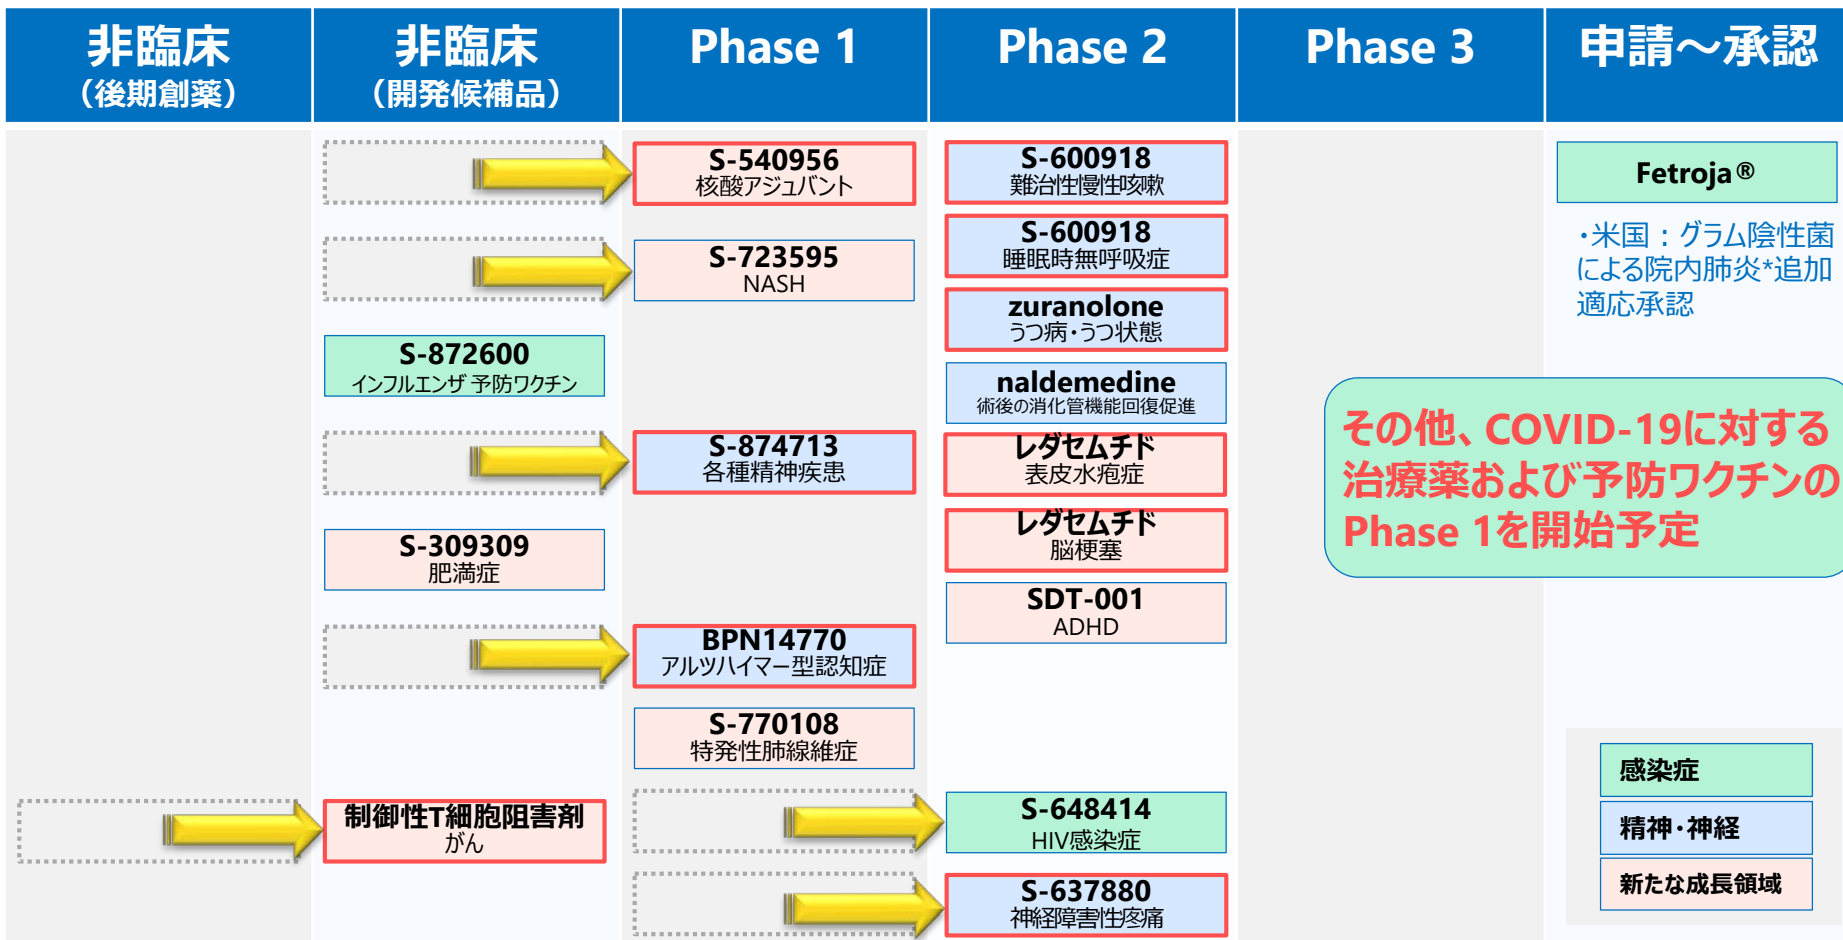 非臨床
（後期創薬）
非臨床
（開発候補品）
Phase 1
Phase 2
Phase 3
申請～承認
S-540956
核酸アジュバント
S-723595
NASH
S-872600
インフルエンザ 予防ワクチン
S-874713
各種精神疾患
S-309309
肥満症
BPN14770
アルツハイマー型認知症
S-770108
特発性肺線維症
制御性T細胞阻害剤
がん
S-600918
難治性慢性咳嗽
S-600918
睡眠時無呼吸症
zuranolone
うつ病・うつ状態
naldemedine
術後の消化管機能回復促進
レダセムチド
表皮水疱症
レダセムチド
脳梗塞
SDT-001
ADHD
S-648414
HIV感染症
S-637880
神経障害性疼痛
Fetroja®
・米国：グラム陰性菌
による院内肺炎*追加
適応承認
その他、COVID-19に対する
治療薬および予防ワクチンの
Phase 1を開始予定
感染症
精神・神経
新たな成長領域